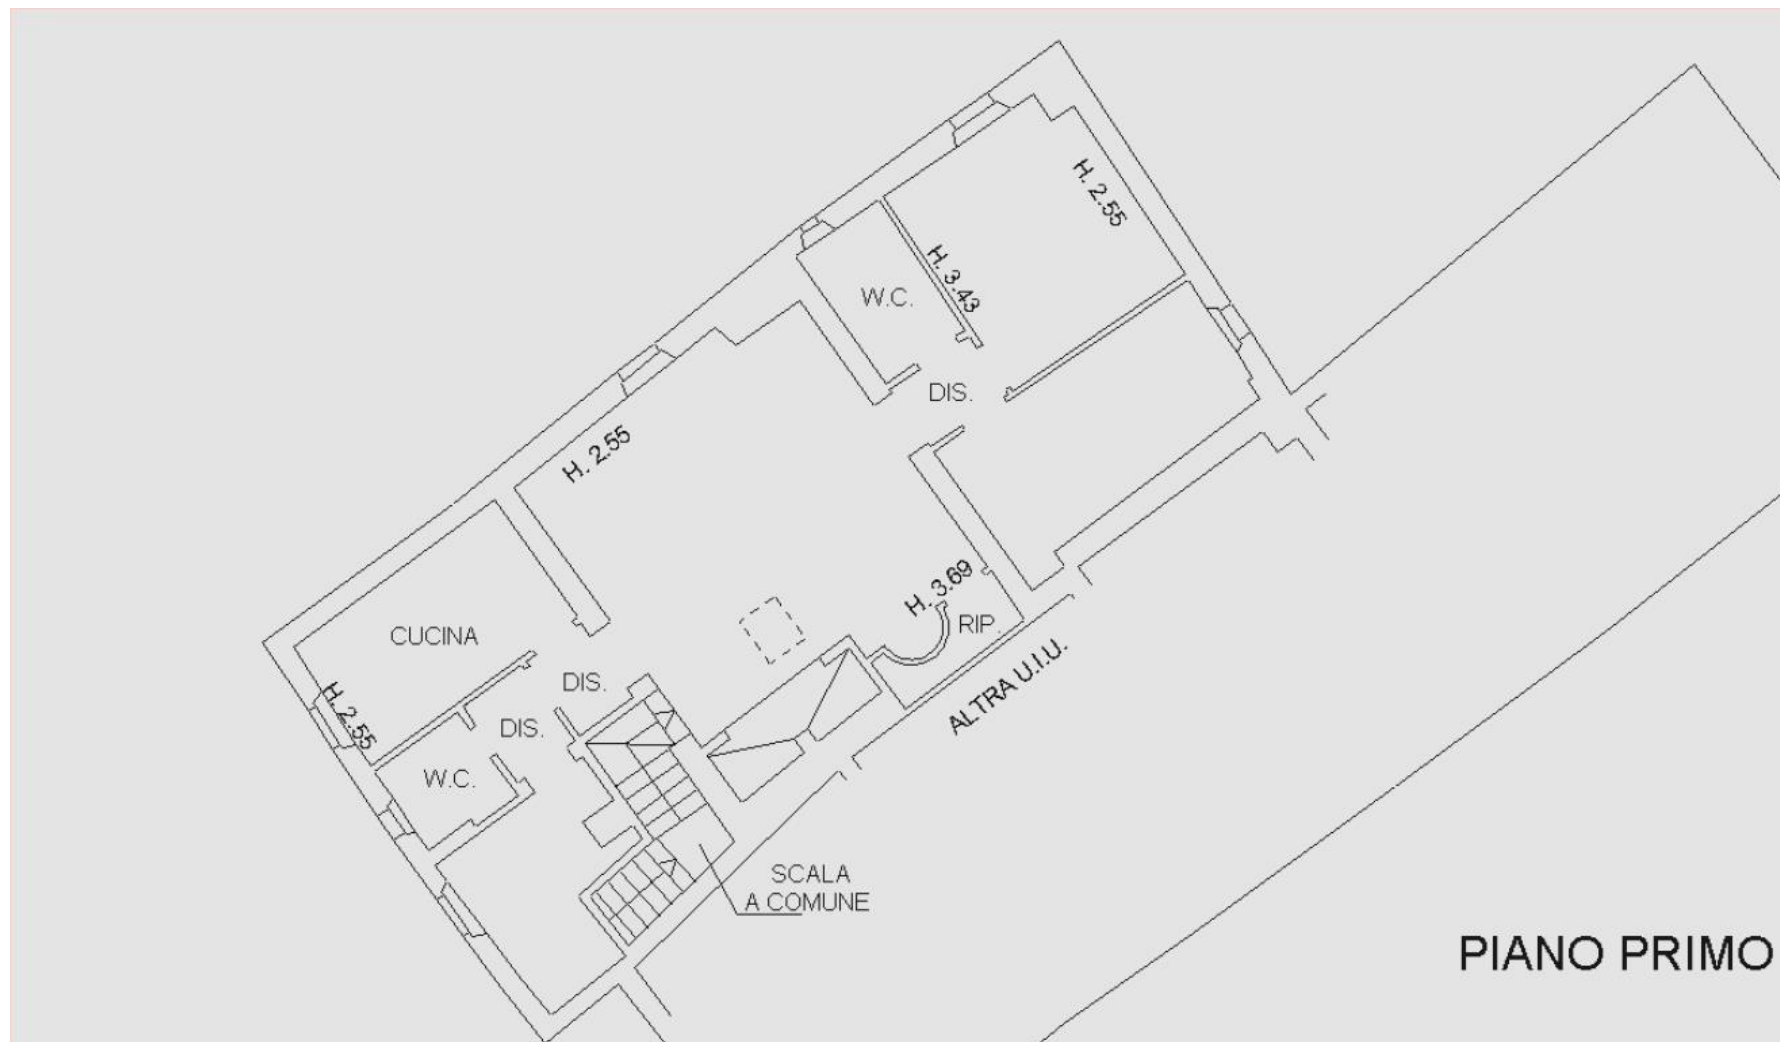 H. 2.55
H. 3.43
W.C.
DIS.
H. 2.55
H. 3.69
RIP.
CUCINA
DIS.
ALTRA U.I.U.
H. 2.55
DIS.
W.C.
SCALA
A COMUNE
PIANO PRIMO